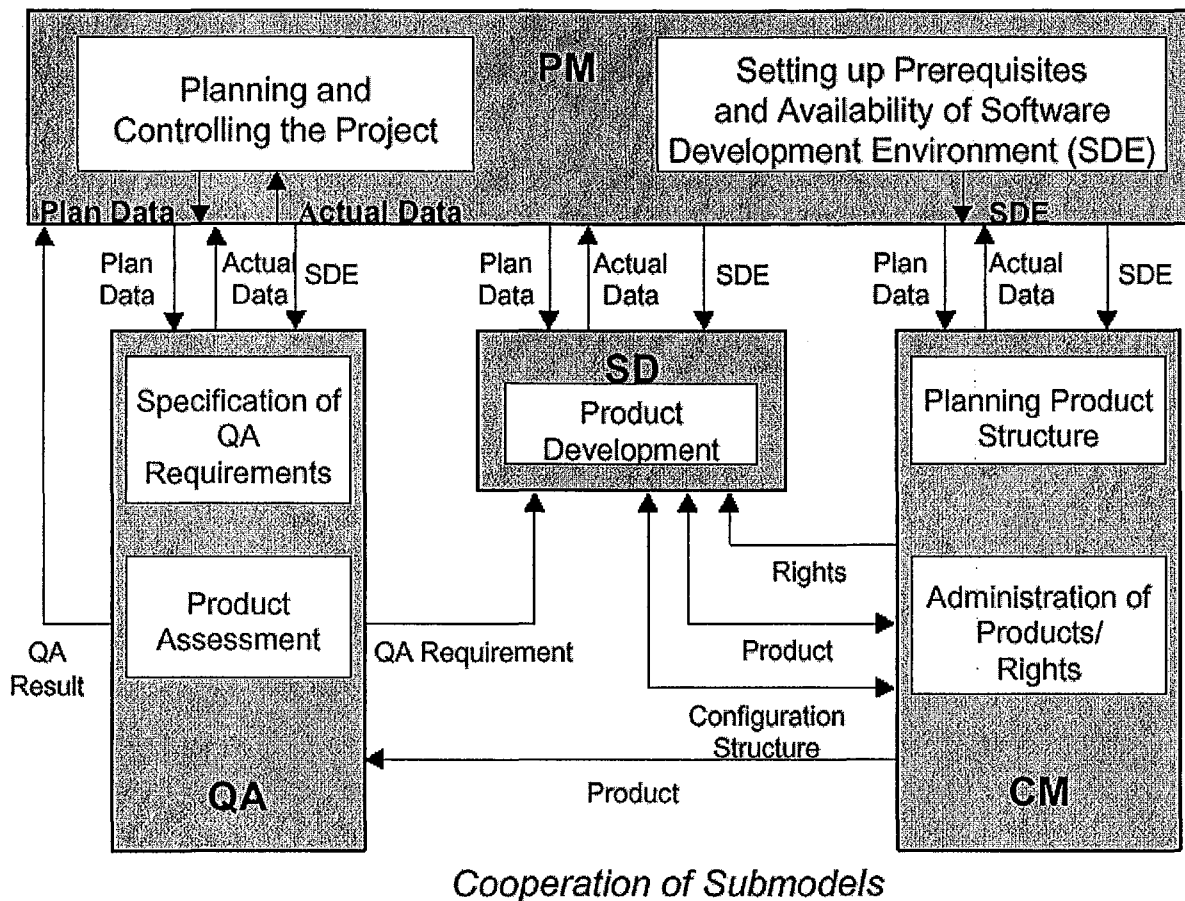 PM
Planning and
Controlling the Project
Setting up Prerequisites
and Availability of Software
Development Environment (SDE)
Plan Data
Actual Data
SDE
Plan
Data
Actual
Data
SDE
Plan
Data
Actual
Data
SDE
Plan
Data
Actual
Data
SDE
Specification of
QA
Requirements
SD
Product
Development
Planning Product
Structure
Rights
Product
Assessment
Administration of
Products/
Rights
QA
Result
QA Requirement
Product
Configuration
Structure
QA
Product
CM
Cooperation of Submodels